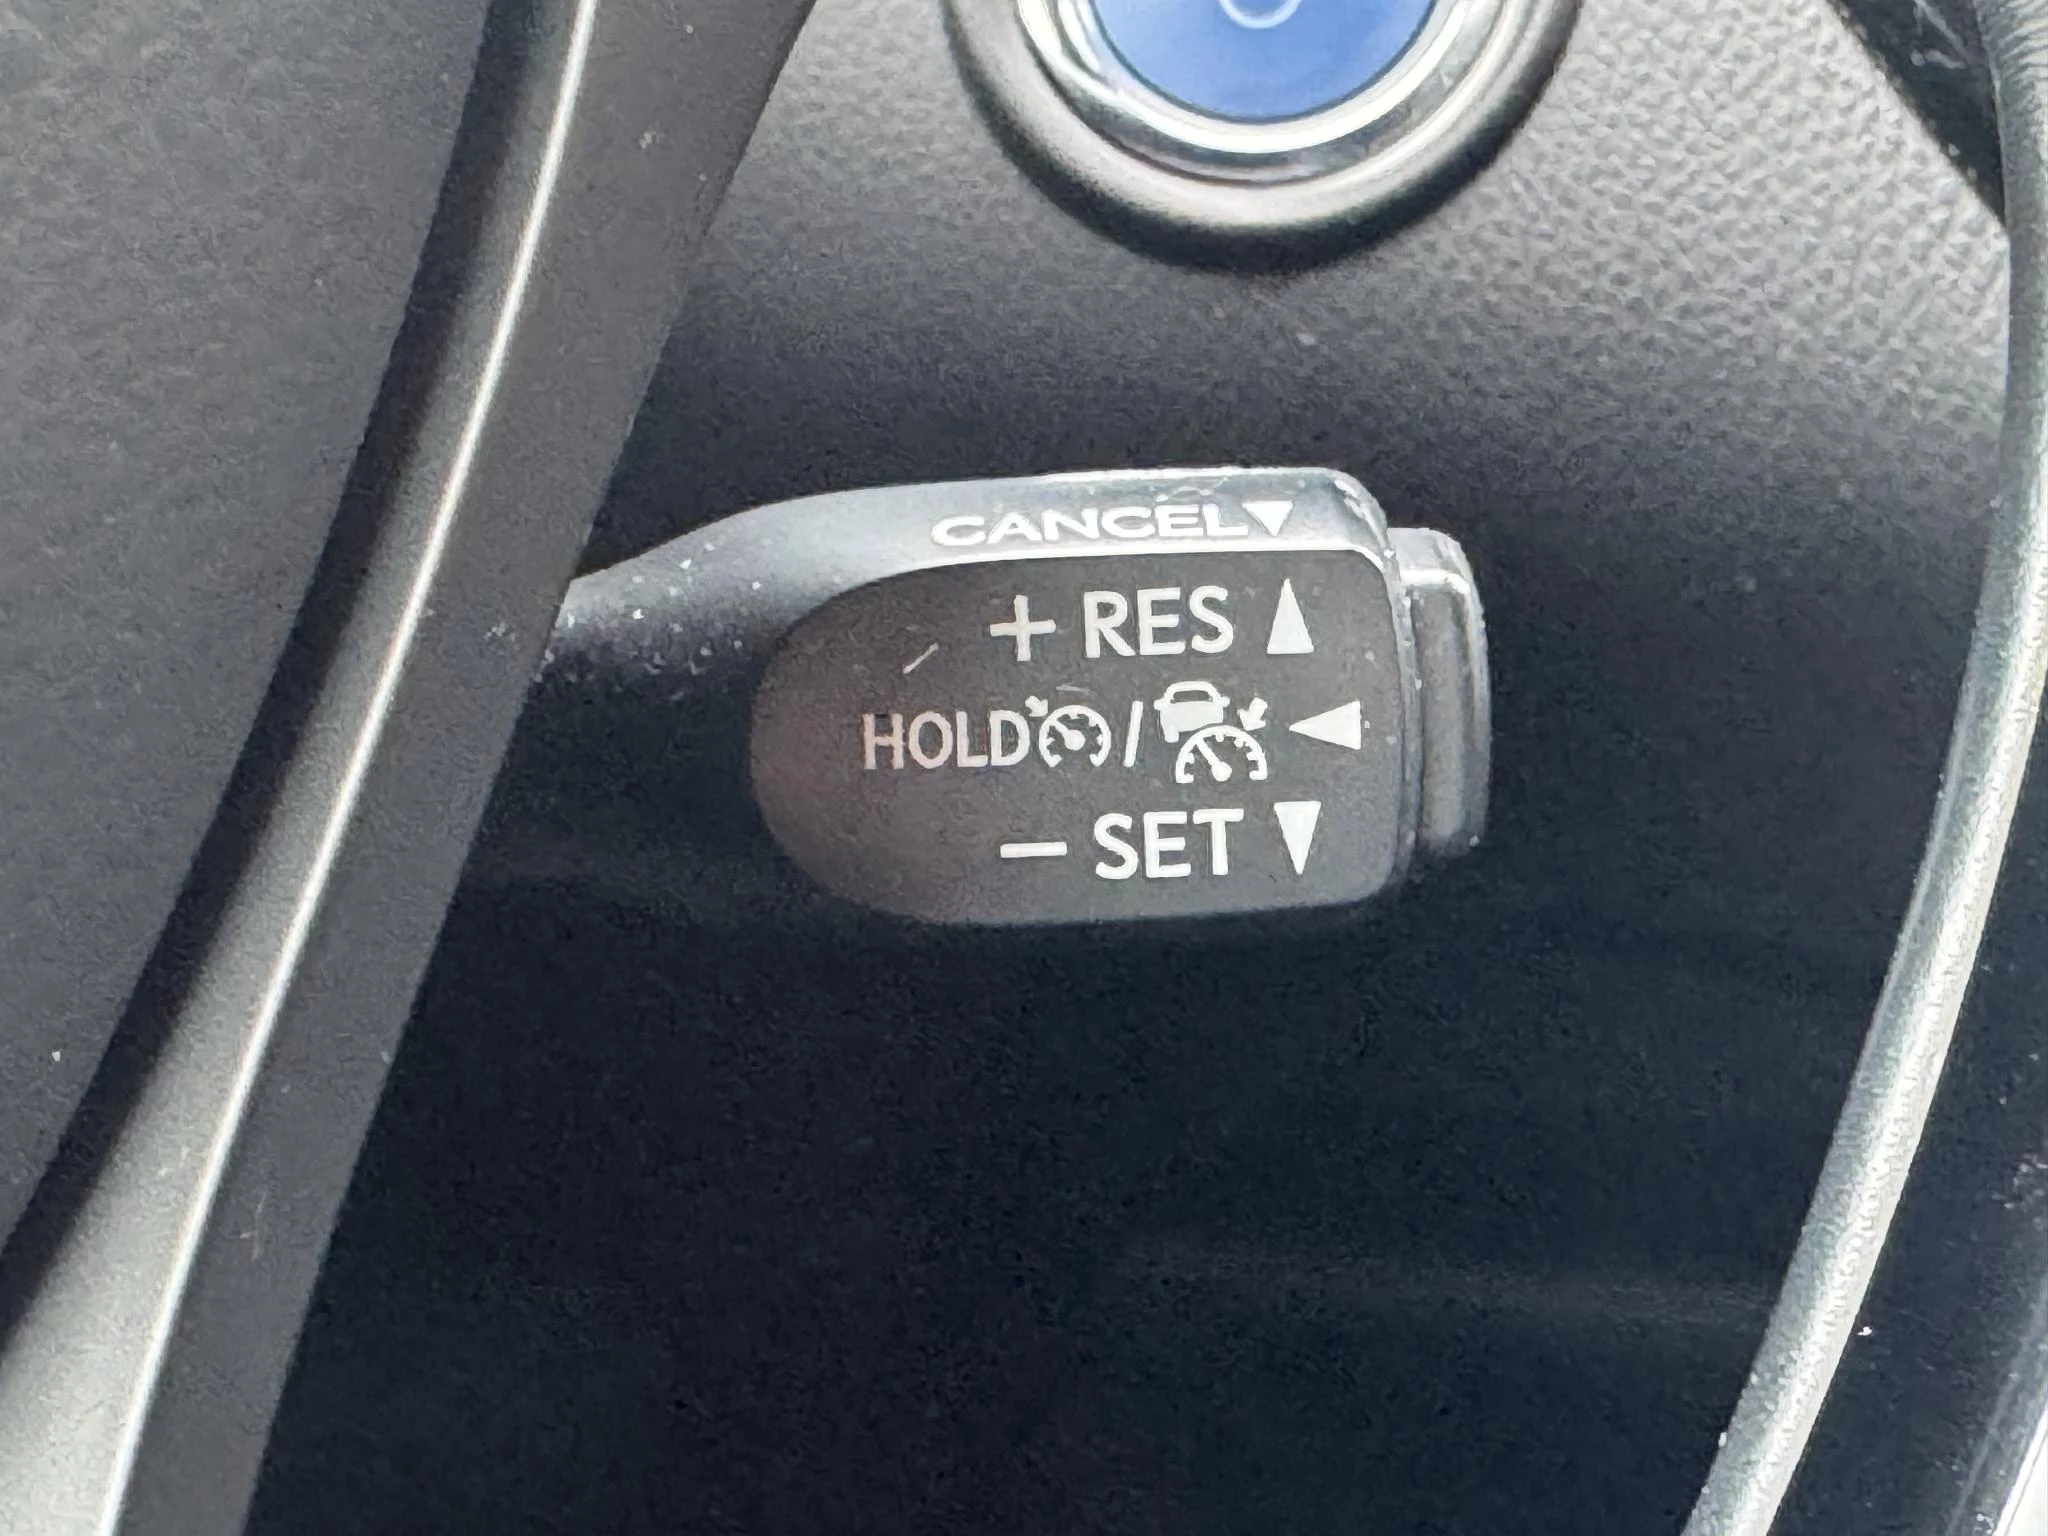 CANCEL▼
+ RES ▲
HOLD / ◀
− SET ▼